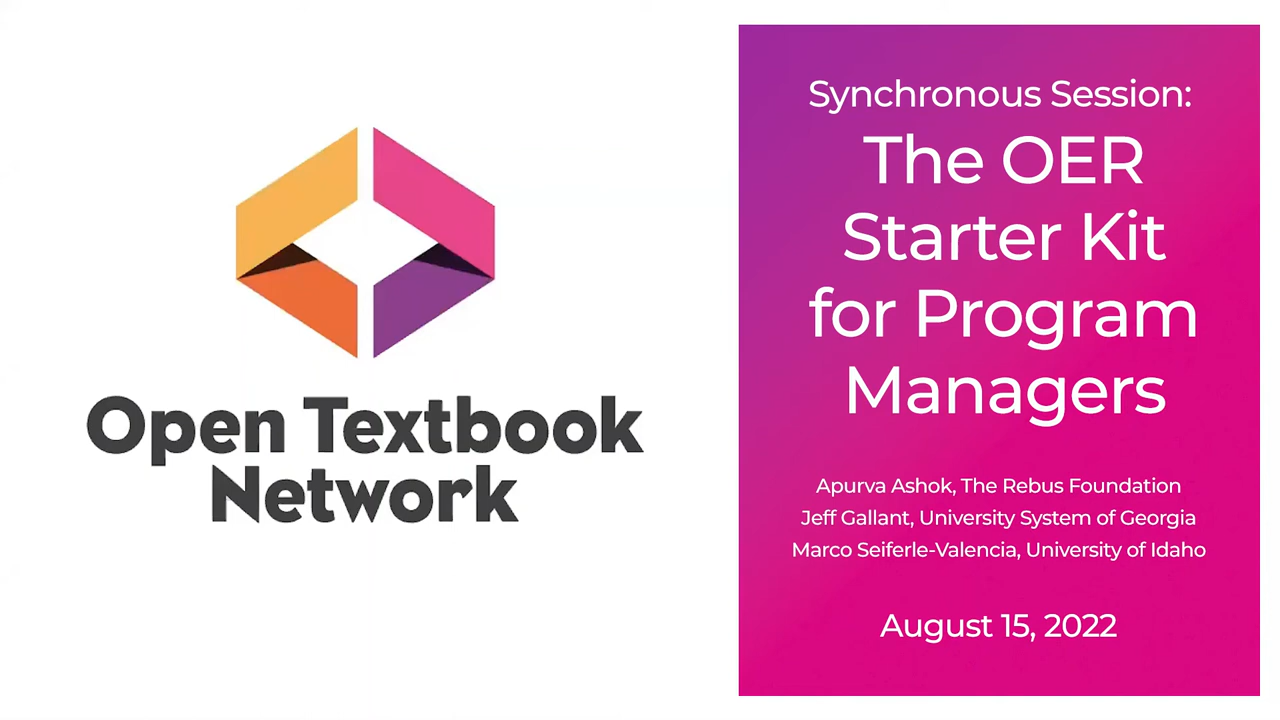 Open Textbook
Network
Synchronous Session:
The OER
Starter Kit
for Program
Managers
Apurva Ashok, The Rebus Foundation
Jeff Gallant, University System of Georgia
Marco Seiferle-Valencia, University of Idaho
August 15, 2022